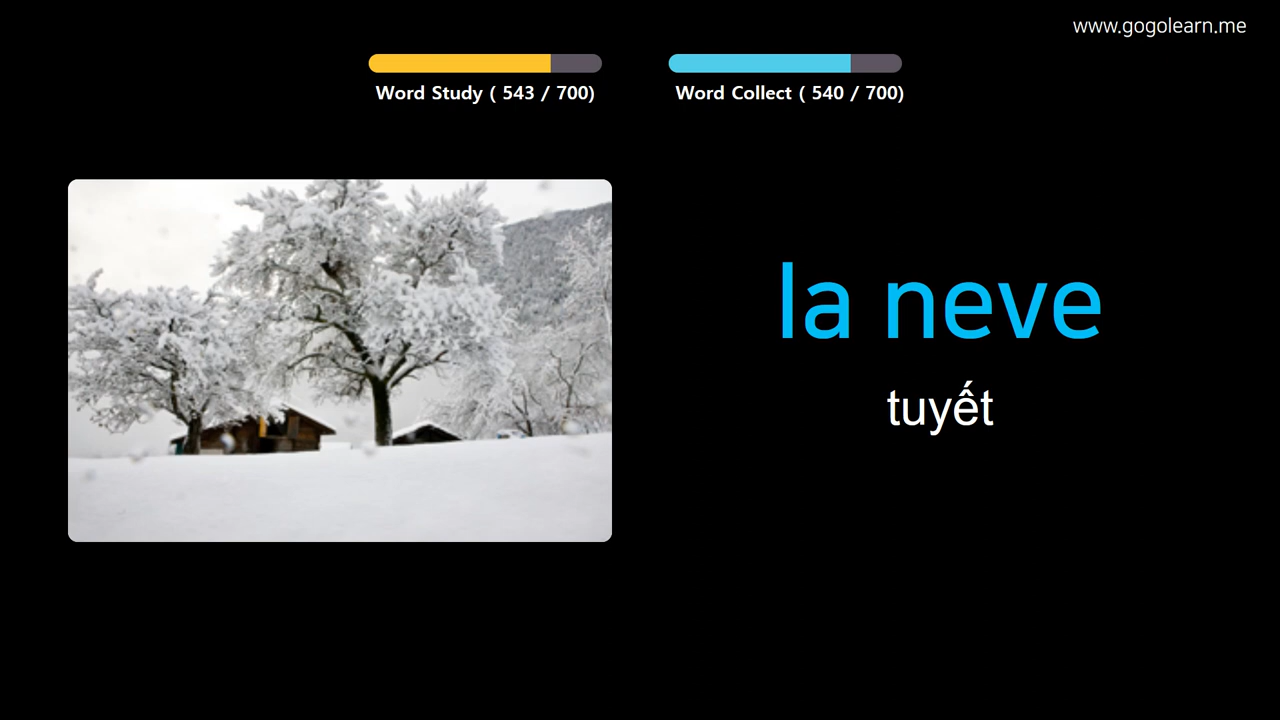 www.gogolearn.me
Word Study ( 543 / 700)
Word Collect ( 540 / 700)
la neve
tuyết